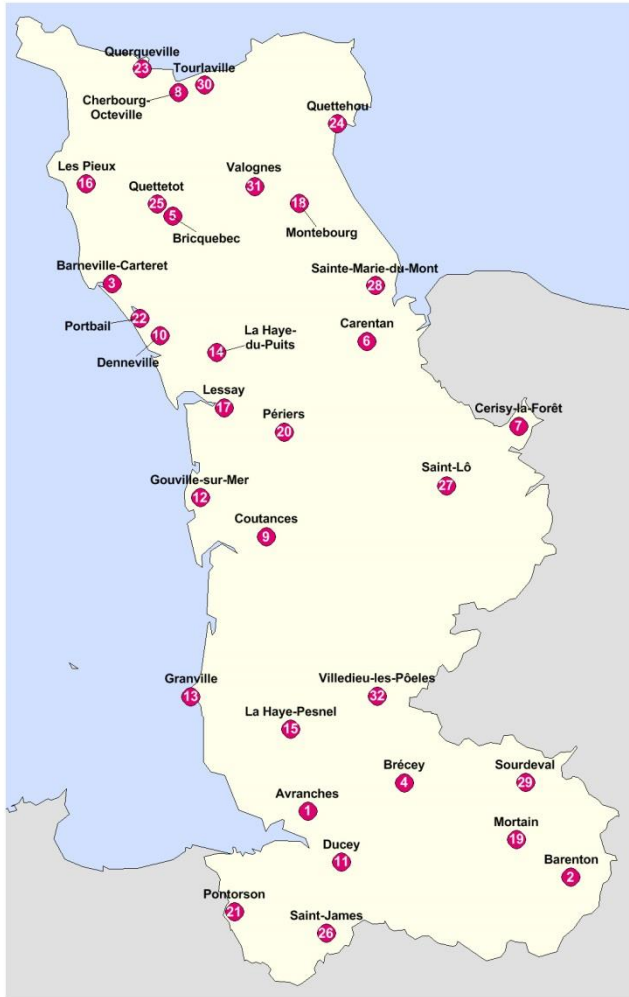 Querqueville
23
Tourlaville
30
8
Cherbourg-
Octeville
Quettehou
24
Les Pieux
16
Valognes
31
Quettetot
25
5
Bricquebec
18
Montebourg
Barneville-Carteret
3
Sainte-Marie-du-Mont
28
22
Portbail
10
Denneville
La Haye-
du-Puits
14
Carentan
6
Lessay
17
Périers
20
Cerisy-la-Forêt
7
Saint-Lô
27
Gouville-sur-Mer
12
Coutances
9
Granville
13
Villedieu-les-Pôeles
32
La Haye-Pesnel
15
Brécey
4
Sourdeval
29
Avranches
1
Mortain
19
Ducey
11
Barenton
2
Pontorson
21
Saint-James
26